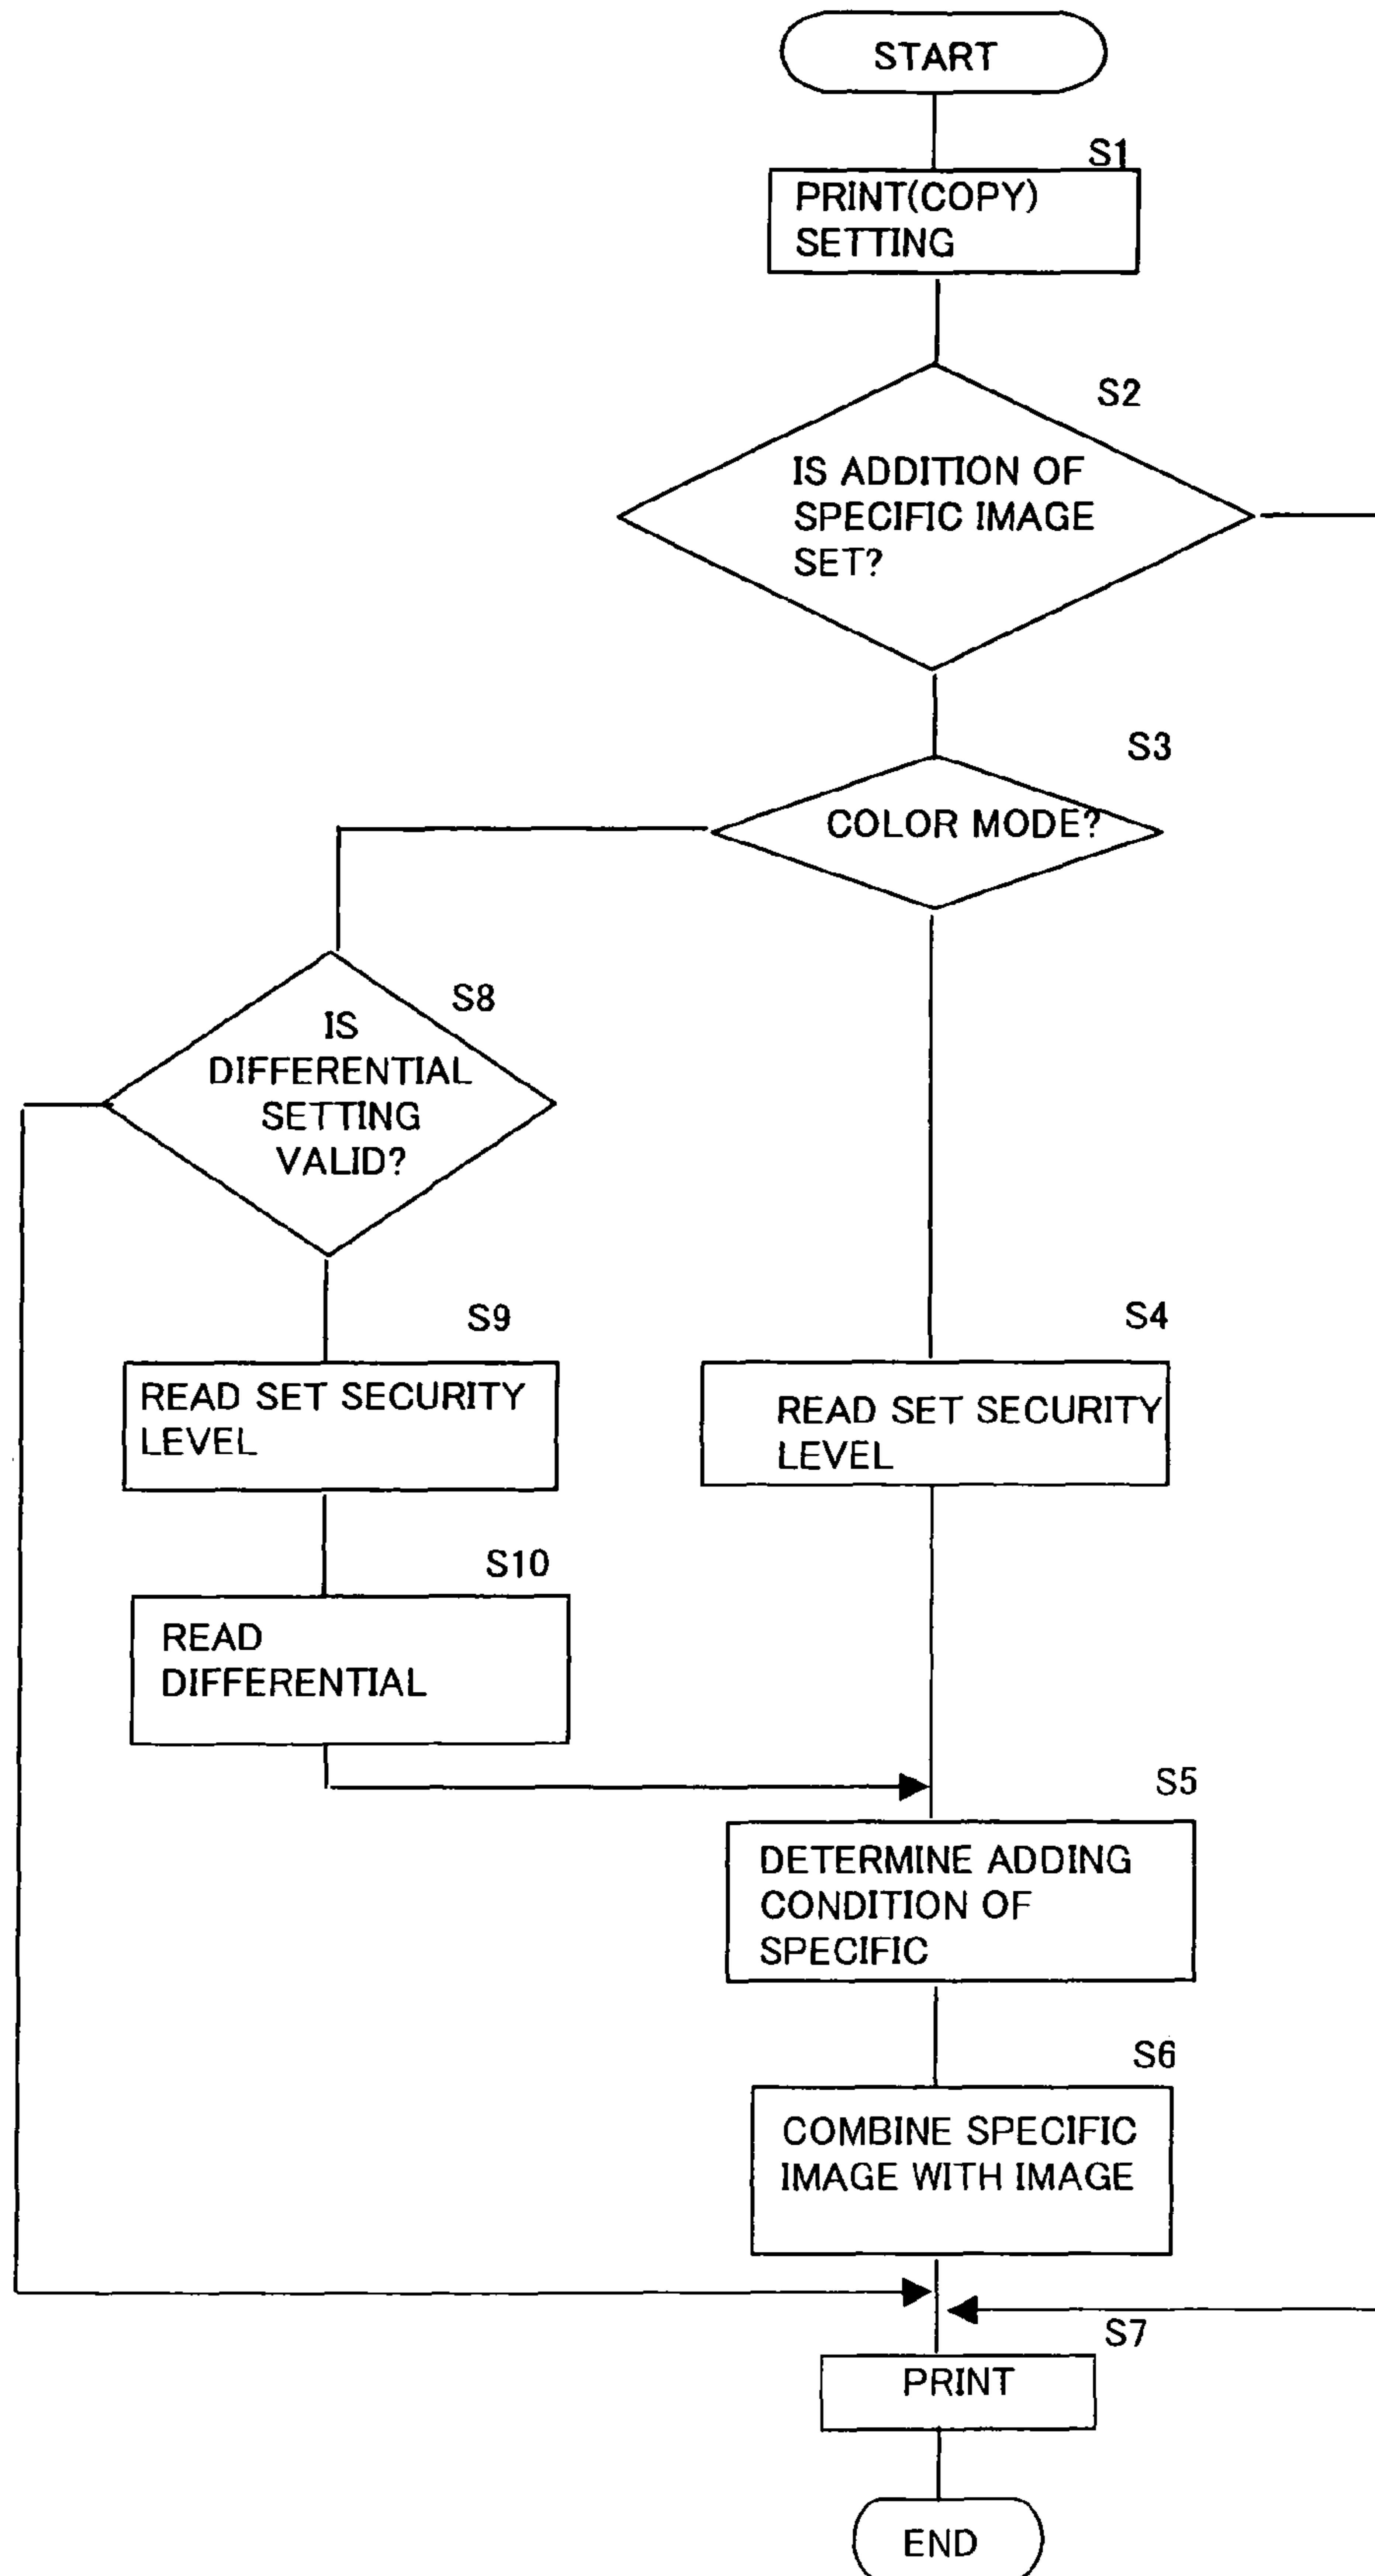 START
S1
PRINT(COPY)
SETTING
S2
IS ADDITION OF
SPECIFIC IMAGE
SET?
S3
COLOR MODE?
S8
IS
DIFFERENTIAL
SETTING
VALID?
S9
READ SET SECURITY
LEVEL
S4
READ SET SECURITY
LEVEL
S10
READ
DIFFERENTIAL
S5
DETERMINE ADDING
CONDITION OF
SPECIFIC
S6
COMBINE SPECIFIC
IMAGE WITH IMAGE
S7
PRINT
END